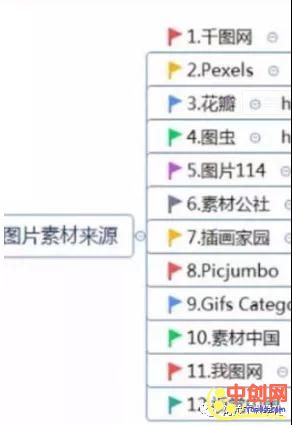 图片素材来源
1.千图网
2.Pexels
3.花瓣 h
4.图虫 h
5.图片114
6.素材公社
7.插画家园
8.Picjumbo
9.Gifs Categ
10.素材中国
11.我图网
12.
中创网